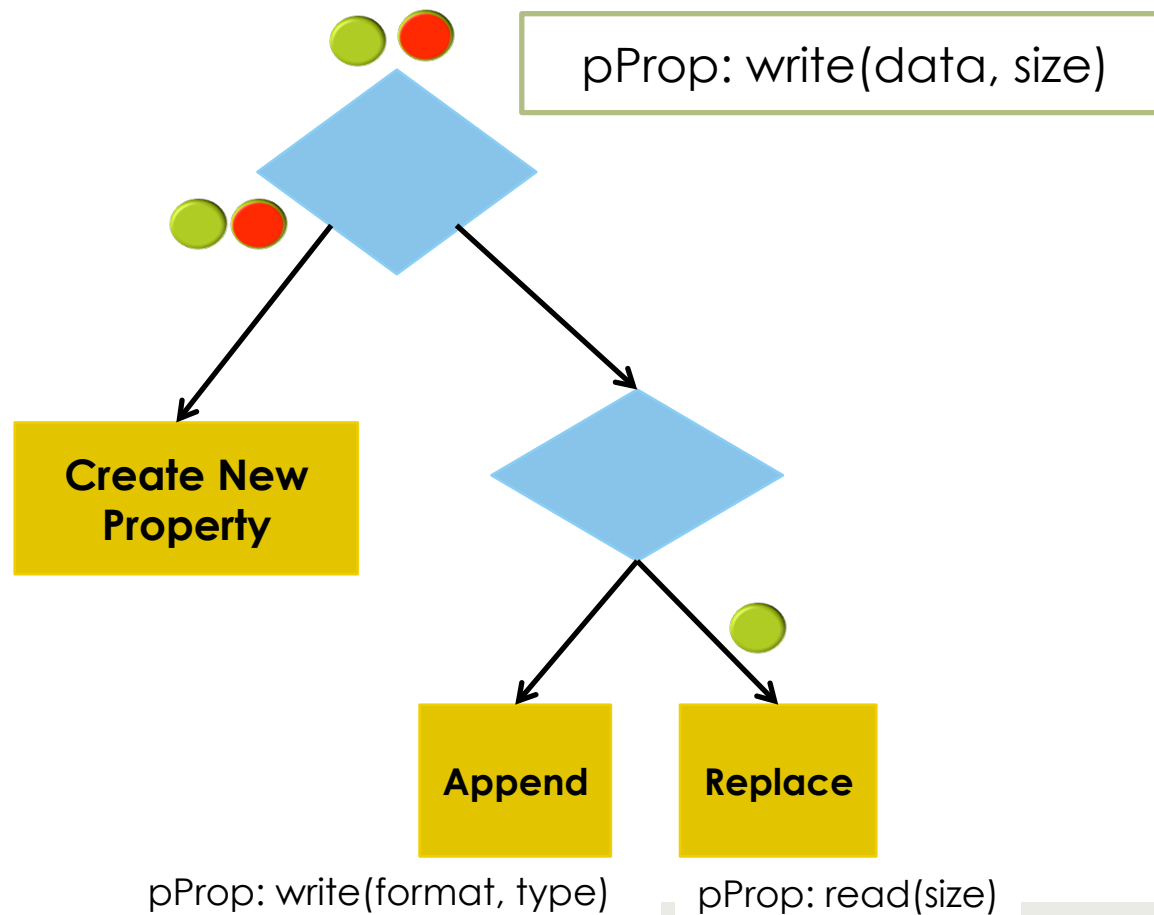 pProp: write(data, size)
Create New
Property
Append
Replace
pProp: write(format, type)
pProp: read(size)